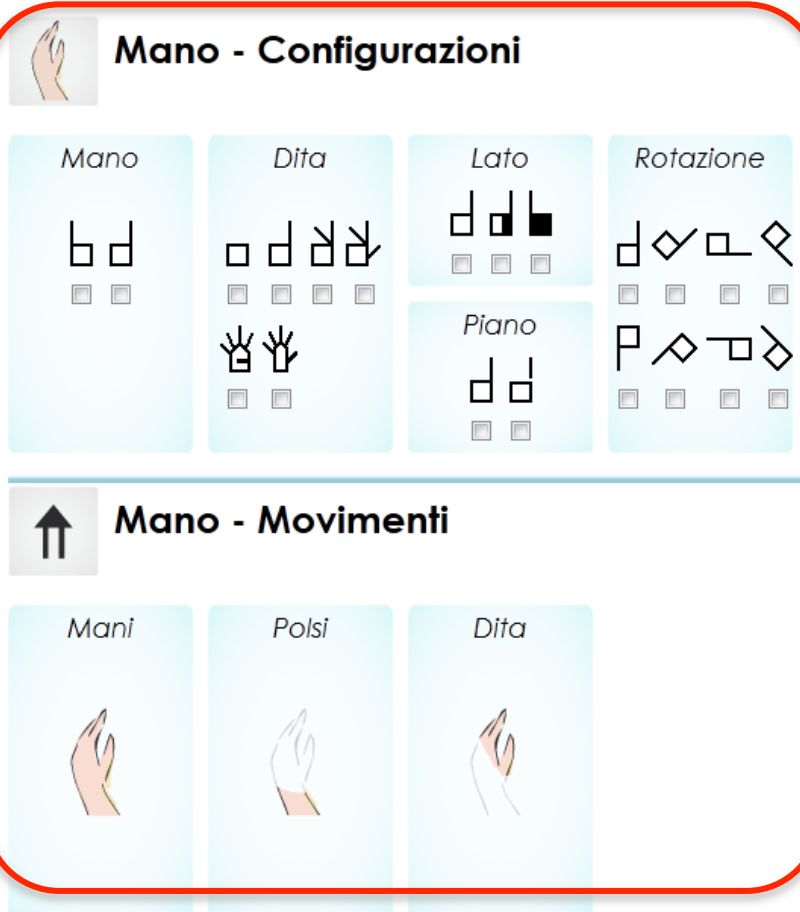 Mano - Configurazioni
Mano
Dita
Lato
Rotazione
Piano
Mano - Movimenti
Mani
Polsi
Dita